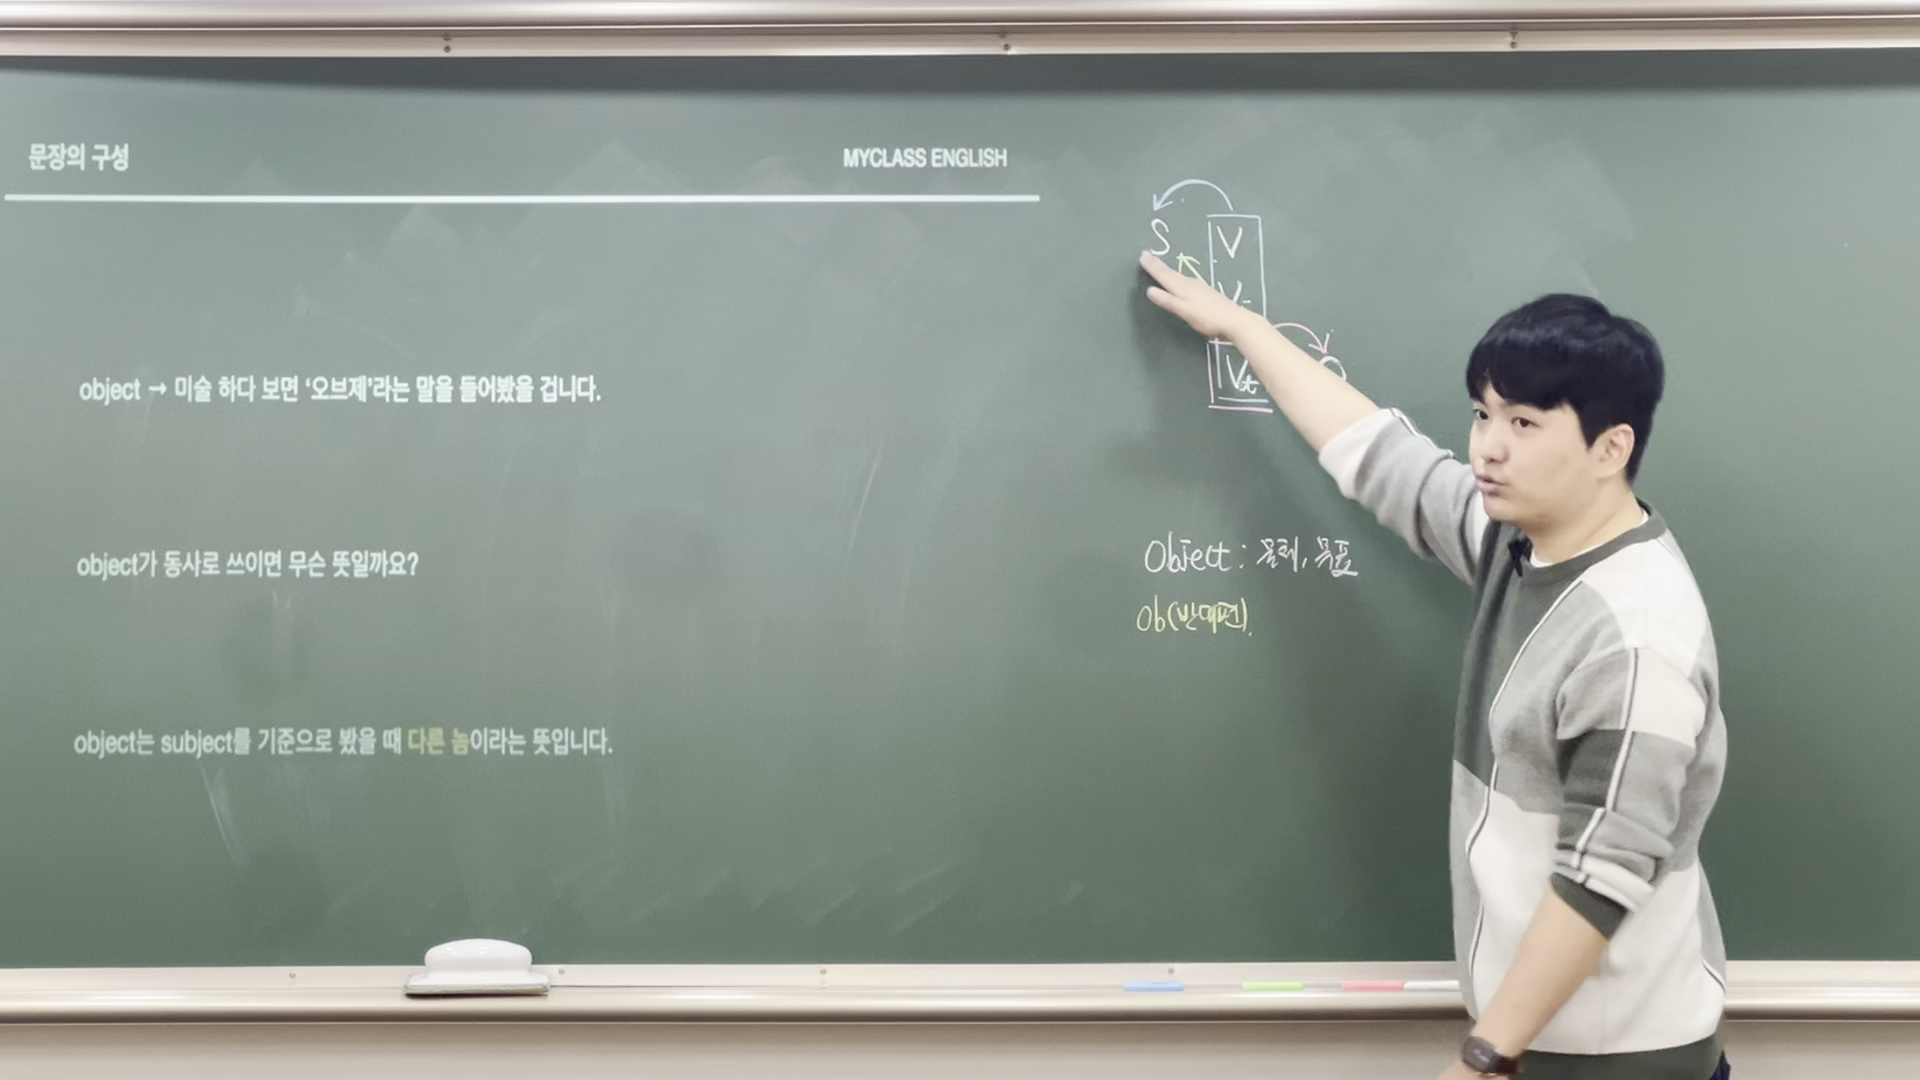 문장의 구성
MYCLASS ENGLISH
object → 미술 하다 보면 ‘오브제’라는 말을 들어봤을 겁니다.
object가 동사로 쓰이면 무슨 뜻일까요?
object는 subject를 기준으로 봤을 때 다른 놈이라는 뜻입니다.
S V
Vt
Object : 물체, 목표
Ob(반대편)